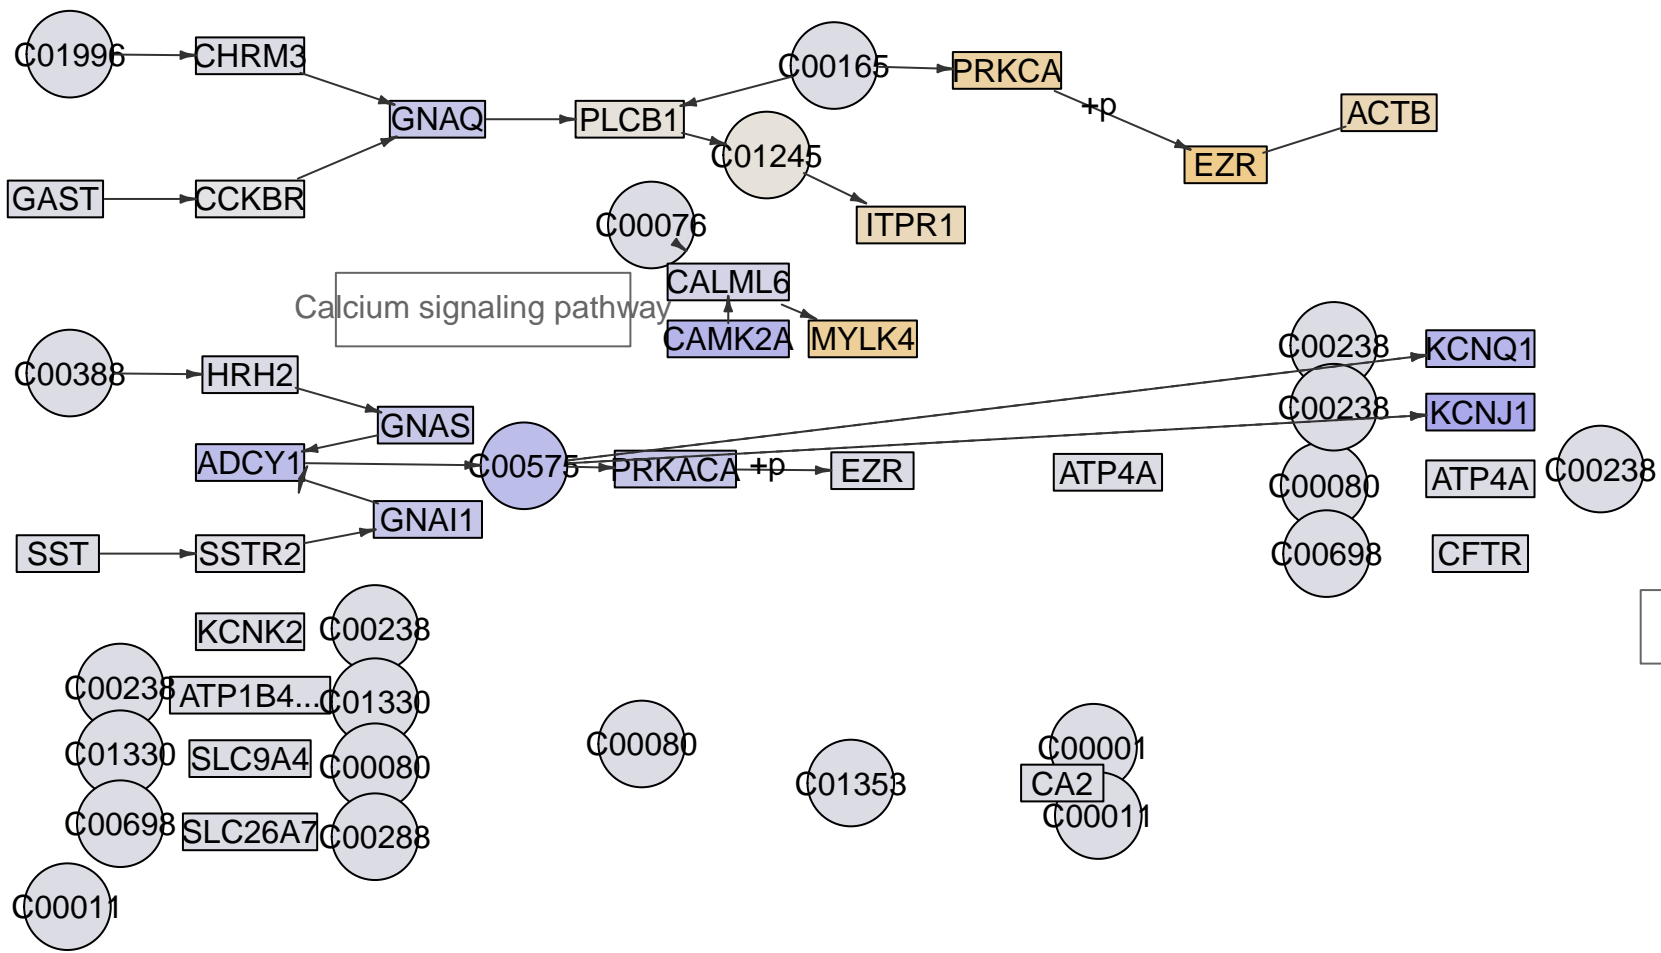 C01996
CHRM3
C00165
PRKCA
+p
ACTB
GNAQ
PLCB1
C01245
EZR
GAST
CCKBR
C00076
ITPR1
CALML6
Calcium signaling pathway
CAMK2A
MYLK4
C00238
KCNQ1
C00388
HRH2
C00238
KCNJ1
GNAS
ADCY1
C00575
PRKACA
+p
EZR
ATP4A
C00080
ATP4A
C00238
GNAI1
SST
SSTR2
C00698
CFTR
KCNK2
C00238
C00238
ATP1B4...
C01330
C01330
SLC9A4
C00080
C00080
C01353
C00001
CA2
C00011
C00698
SLC26A7
C00288
C00011